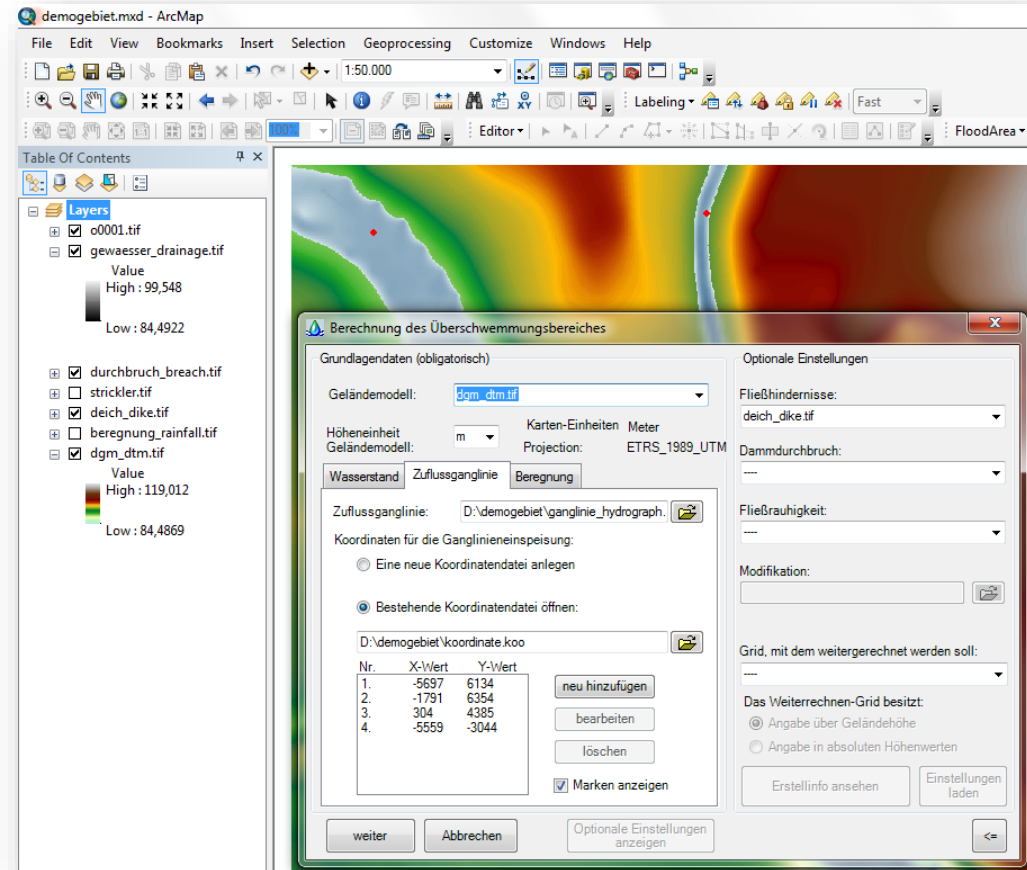 demogebiet.mxd - ArcMap
File Edit View Bookmarks Insert Selection Geoprocessing Customize Windows Help
1:50.000
Labeling Fast
100% Editor FloodArea
Table Of Contents
Layers
o0001.tif
gewaesser_drainage.tif
Value
High : 99,548
Low : 84,4922
durchbruch_breach.tif
strickler.tif
deich_dike.tif
beregnung_rainfall.tif
dgm_dtm.tif
Value
High : 119,012
Low : 84,4869
Berechnung des Überschwemmungsbereiches
Grundlagendaten (obligatorisch)
Geländemodell: dgm_dtm.tif
Höheneinheit Geländemodell: m
Karten-Einheiten Meter
Projection: ETRS_1989_UTM
Wasserstand Zuflussganglinie Beregnung
Zuflussganglinie: D:\demogebiet\ganglinie_hydrograph.
Koordinaten für die Ganglinieneinspeisung:
Eine neue Koordinatendatei anlegen
Bestehende Koordinatendatei öffnen:
D:\demogebiet\koordinate.koo
Nr. X-Wert Y-Wert
1. -5697 6134
2. -1791 6354
3. 304 4385
4. -5559 -3044
neu hinzufügen
bearbeiten
löschen
Marken anzeigen
weiter Abbrechen Optionale Einstellungen anzeigen
Optionale Einstellungen
Fließhindernisse:
deich_dike.tif
Dammdurchbruch:
----
Fließrauhigkeit:
----
Modifikation:
Grid, mit dem weitergerechnet werden soll:
----
Das Weiterrechnen-Grid besitzt:
Angabe über Geländehöhe
Angabe in absoluten Höhenwerten
Erstellinfo ansehen Einstellungen laden
<=